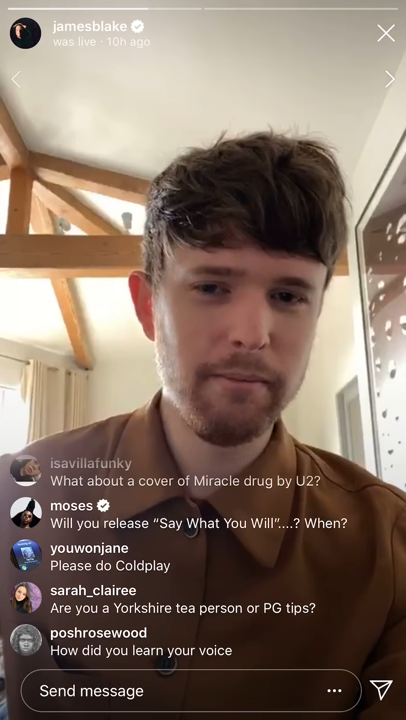 jamesblake
was live · 10h ago
isavillafunky
What about a cover of Miracle drug by U2?
moses
Will you release “Say What You Will”....? When?
youwonjane
Please do Coldplay
sarah_clairee
Are you a Yorkshire tea person or PG tips?
poshrosewood
How did you learn your voice
Send message